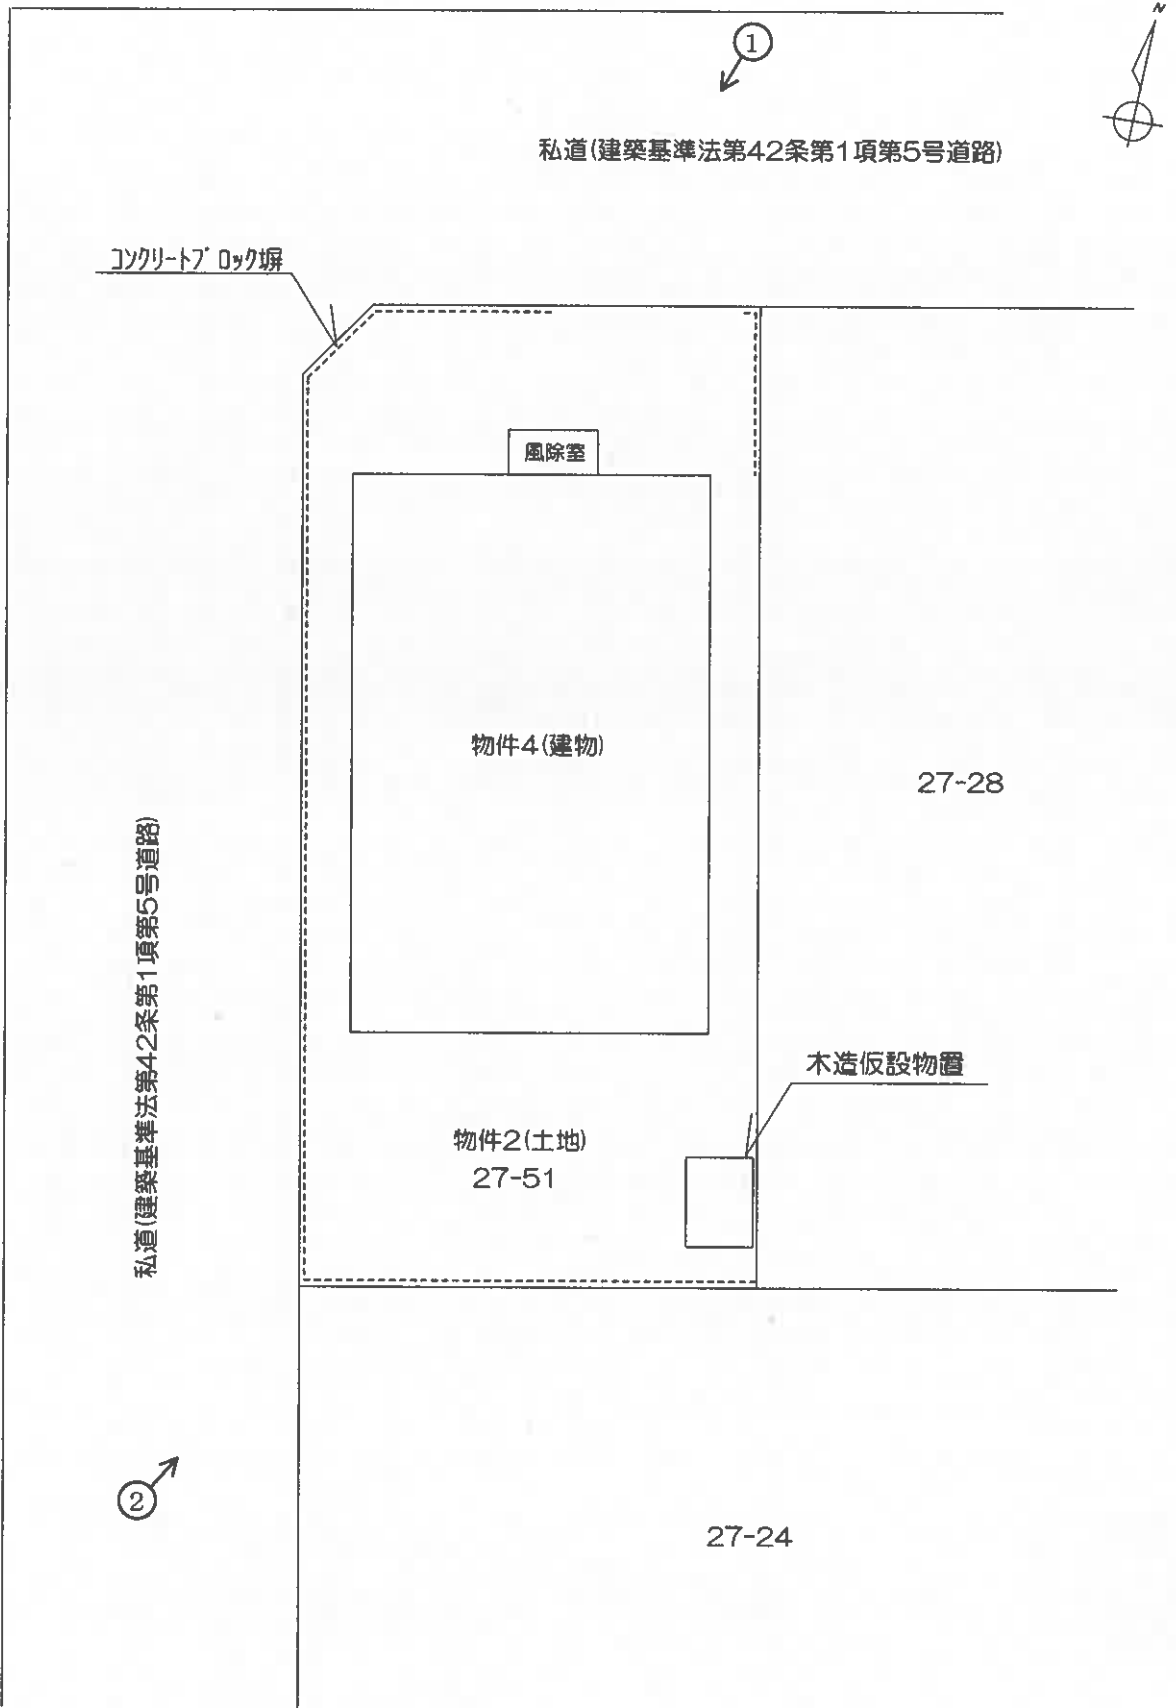 N
①
私道(建築基準法第42条第1項第5号道路)
コンクリートブロック塀
風除室
物件4(建物)
27-28
私道(建築基準法第42条第1項第5号道路)
木造仮設物置
物件2(土地)
27-51
②
27-24